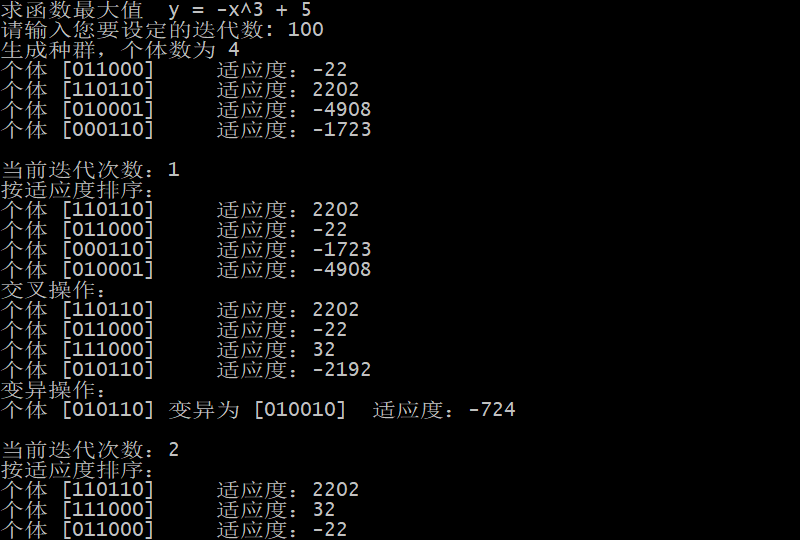 求函数最大值  y = -x^3 + 5
请输入您要设定的迭代数: 100
生成种群，个体数为 4
个体 [011000]     适应度：-22
个体 [110110]     适应度：2202
个体 [010001]     适应度：-4908
个体 [000110]     适应度：-1723
当前迭代次数：1
按适应度排序：
个体 [110110]     适应度：2202
个体 [011000]     适应度：-22
个体 [000110]     适应度：-1723
个体 [010001]     适应度：-4908
交叉操作：
个体 [110110]     适应度：2202
个体 [011000]     适应度：-22
个体 [111000]     适应度：32
个体 [010110]     适应度：-2192
变异操作：
个体 [010110] 变异为 [010010]  适应度：-724
当前迭代次数：2
按适应度排序：
个体 [110110]     适应度：2202
个体 [111000]     适应度：32
个体 [011000]     适应度：-22